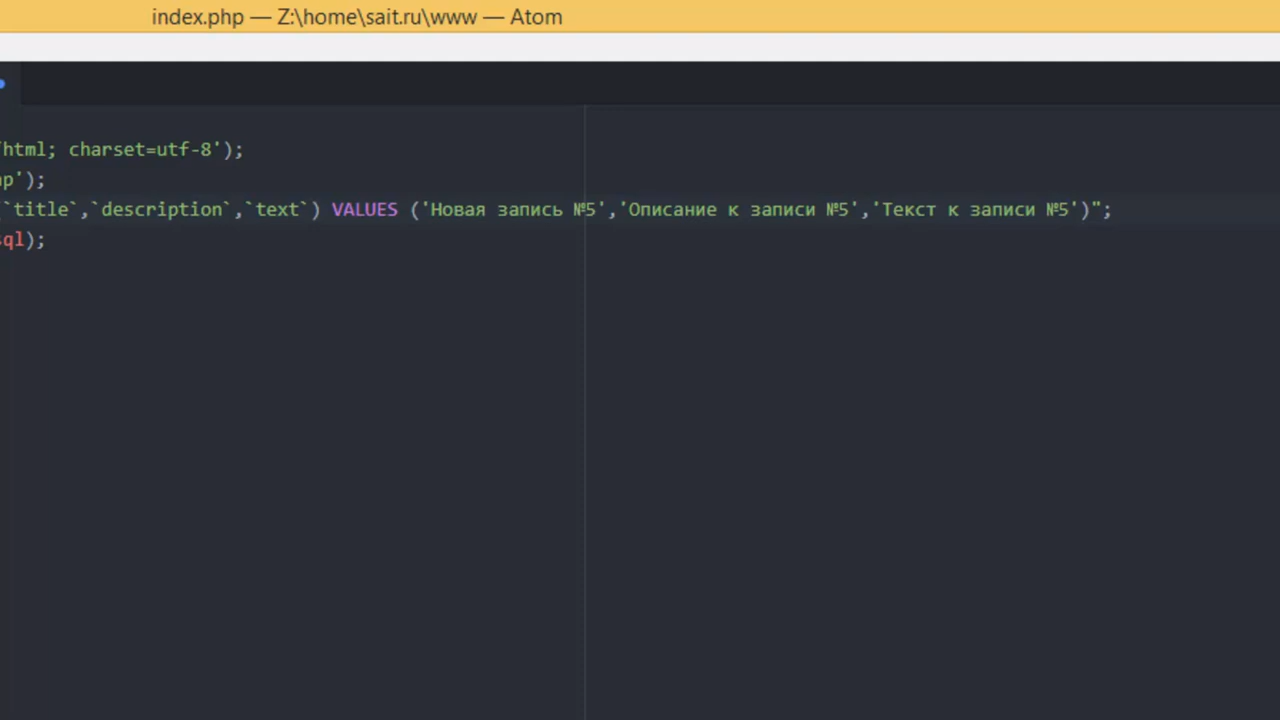 index.php — Z:\home\sait.ru\www — Atom
html; charset=utf-8');
p');
`title`,`description`,`text`) VALUES ('Новая запись №5','Описание к записи №5','Текст к записи №5')";
ql);